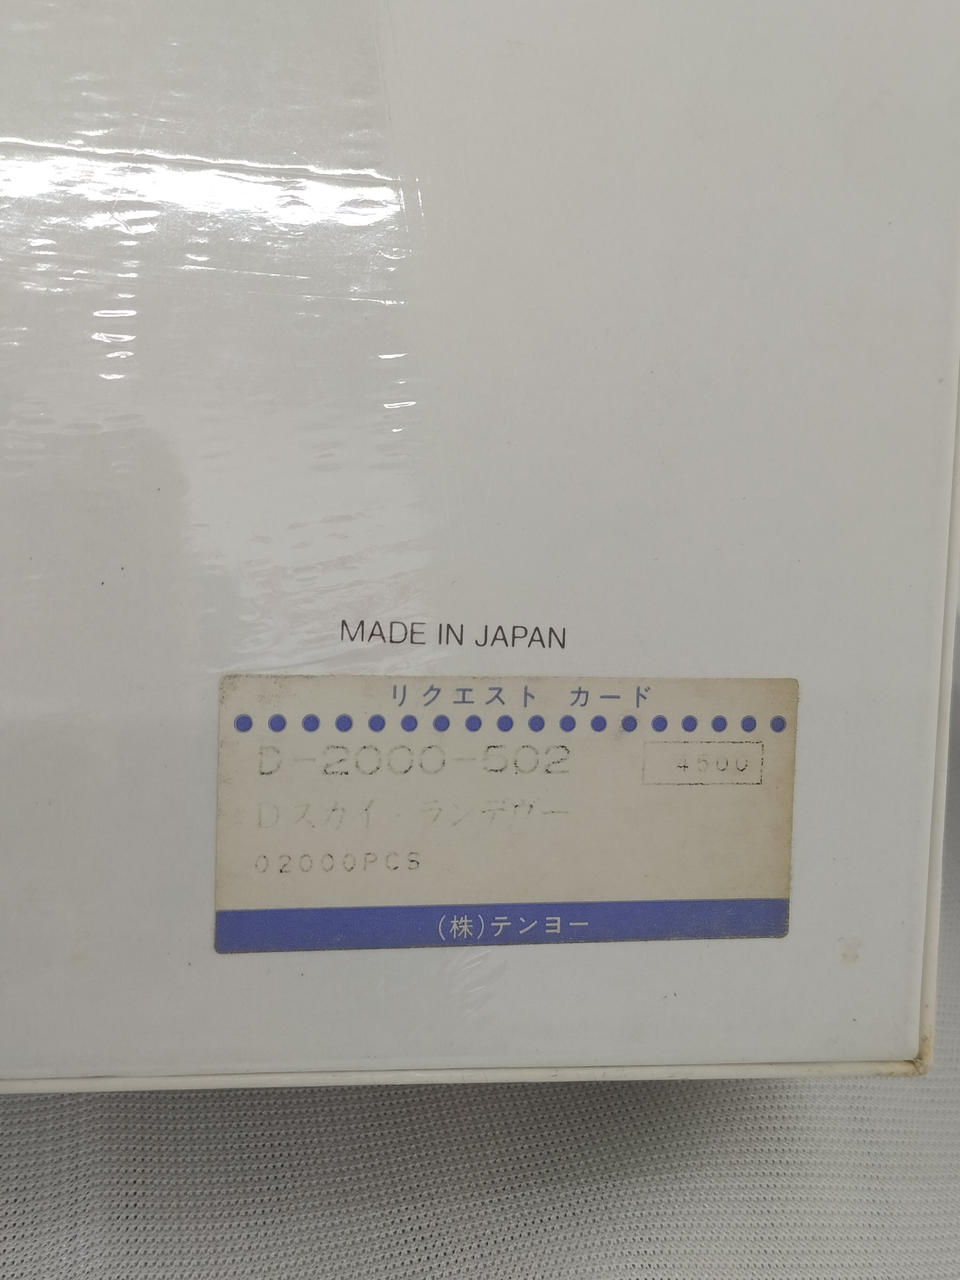 MADE IN JAPAN
リクエスト カード
D-2000-502 4500
Dスカイ・ランデヴー
02000PCS
(株)テンヨー